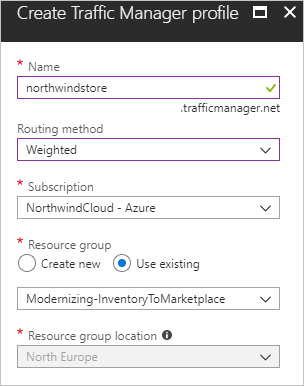 Create Traffic Manager profile
* Name
northwindstore
.trafficmanager.net
Routing method
Weighted
* Subscription
NorthwindCloud - Azure
* Resource group
Create new Use existing
Modernizing-InventoryToMarketplace
* Resource group location
North Europe